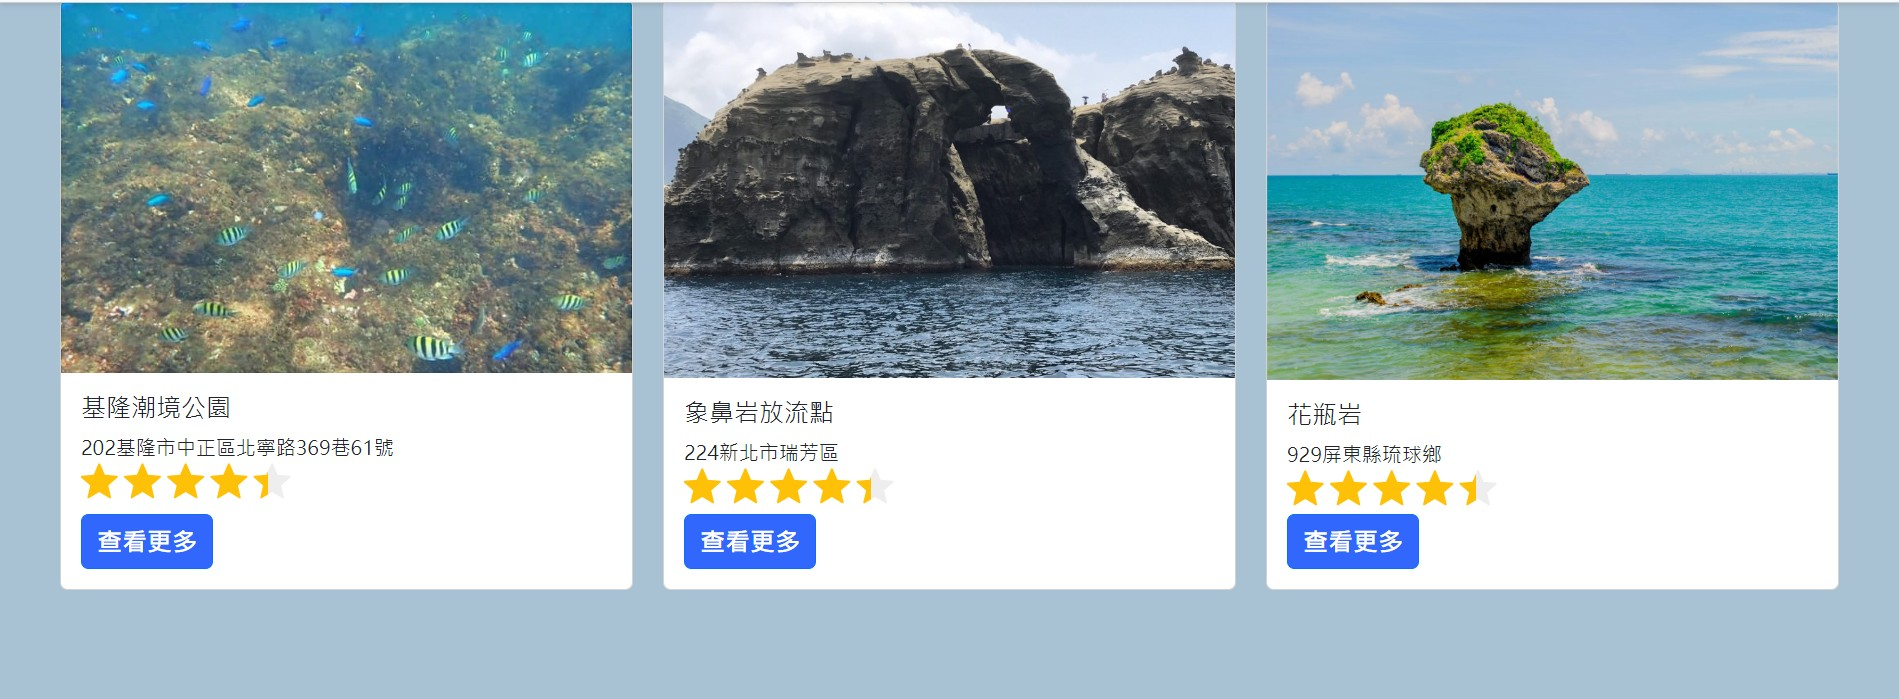 基隆潮境公園
202基隆市中正區北寧路369巷61號
查看更多
象鼻岩放流點
224新北市瑞芳區
查看更多
花瓶岩
929屏東縣琉球鄉
查看更多